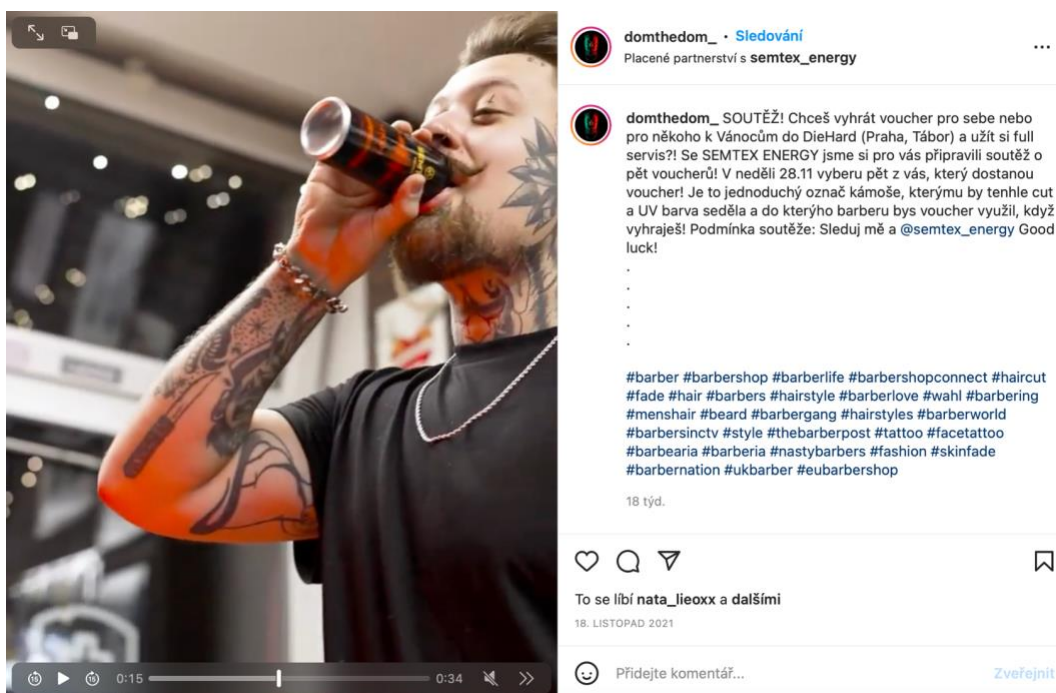 domthedom_ • Sledování
Placené partnerství s semtex_energy
domthedom_ SOUTĚŽ! Chceš vyhrát voucher pro sebe nebo
pro někoho k Vánocům do DieHard (Praha, Tábor) a užít si full
servis?! Se SEMTEX ENERGY jsme si pro vás připravili soutěž o
pět voucherů! V neděli 28.11 vyberu pět z vás, který dostanou
voucher! Je to jednoduchý označ kámoše, kterýmu by tenhle cut
a UV barva seděla a do kterýho barberu bys voucher využil, když
vyhraješ! Podmínka soutěže: Sleduj mě a @semtex_energy Good
luck!
.
.
.
.
.
#barber #barbershop #barberlife #barbershopconnect #haircut
#fade #hair #barbers #hairstyle #barberlove #wahl #barbering
#menshair #beard #barbergang #hairstyles #barberworld
#barbersinctv #style #thebarberpost #tattoo #facetattoo
#barbearia #barberia #nastybarbers #fashion #skinfade
#barbernation #ukbarber #eubarbershop
18 týd.
To se líbí nata_lieoxx a dalšími
18. LISTOPAD 2021
Přidejte komentář...
Zveřejnit
15
15
0:15
0:34